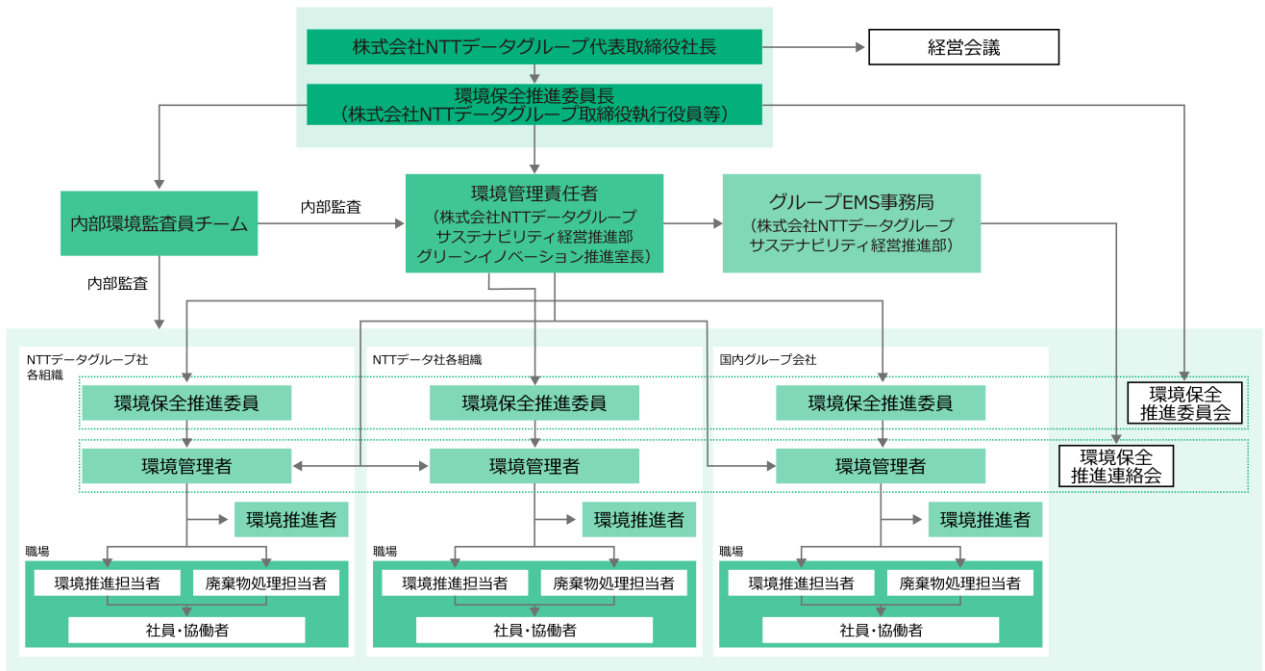 株式会社NTTデータグループ代表取締役社長
経営会議
環境保全推進委員長
（株式会社NTTデータグループ取締役執行役員等）
内部環境監査員チーム
内部監査
環境管理責任者
（株式会社NTTデータグループ
サステナビリティ経営推進部
グリーンイノベーション推進室長）
グループEMS事務局
（株式会社NTTデータグループ
サステナビリティ経営推進部）
内部監査
NTTデータグループ社
各組織
NTTデータ社各組織
国内グループ会社
環境保全推進委員
環境保全推進委員
環境保全推進委員
環境保全
推進委員会
環境管理者
環境管理者
環境管理者
環境保全
推進連絡会
環境推進者
環境推進者
環境推進者
職場
職場
職場
環境推進担当者
廃棄物処理担当者
環境推進担当者
廃棄物処理担当者
環境推進担当者
廃棄物処理担当者
社員・協働者
社員・協働者
社員・協働者